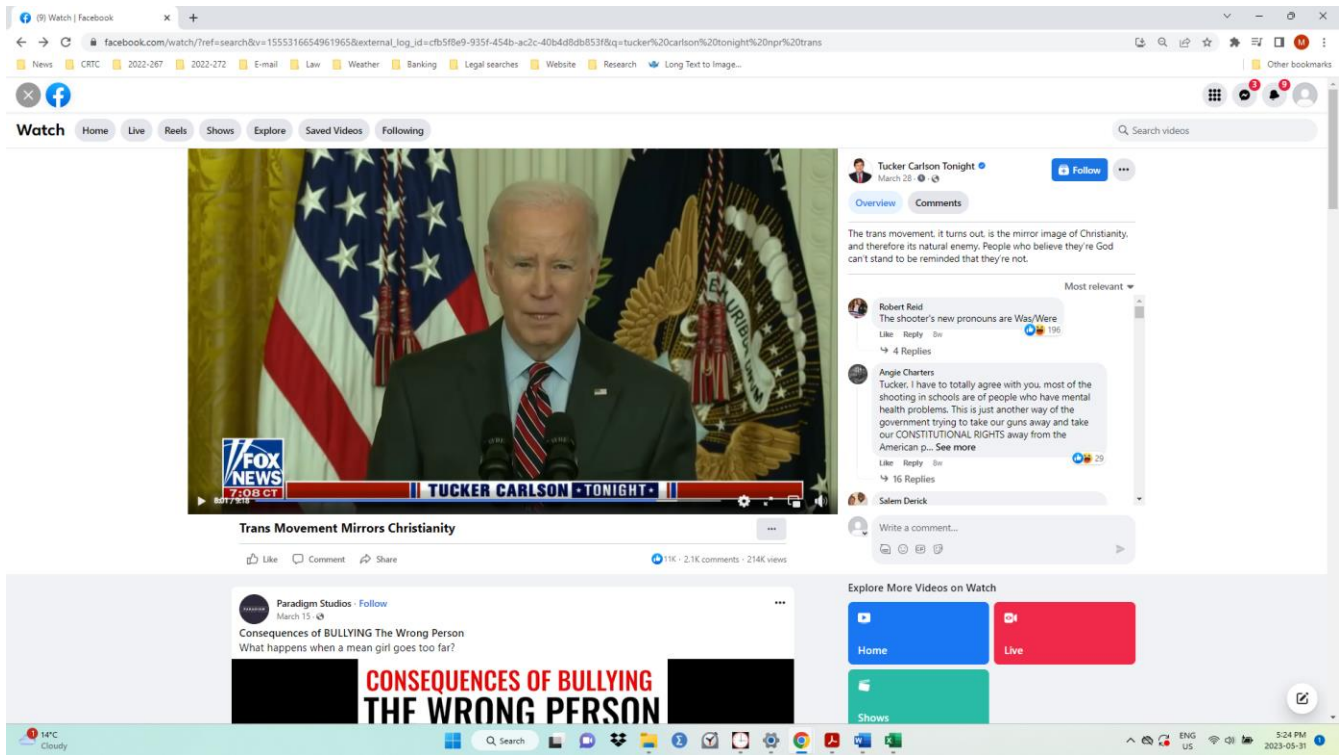 (9) Watch | Facebook
facebook.com/watch/?ref=search&v=1555316654961965&external_log_id=cfb5f8e9-935f-454b-ac2c-40b4d8db853f&q=tucker%20carlson%20tonight%20npr%20trans
M
News CRTC 2022-267 2022-272 E-mail Law Weather Banking Legal searches Website Research Long Text to Image... Other bookmarks
3 9
Watch Home Live Reels Shows Explore Saved Videos Following Search videos
FOX
NEWS
7:08 CT
TUCKER CARLSON TONIGHT
8:01 / 9:18
Trans Movement Mirrors Christianity
Like Comment Share 11K · 2.1K comments · 214K views
Tucker Carlson Tonight
March 28
Follow
Overview Comments
The trans movement, it turns out, is the mirror image of Christianity,
and therefore its natural enemy. People who believe they're God
can't stand to be reminded that they're not.
Most relevant
Robert Reid
The shooter's new pronouns are Was/Were
196
Like Reply 8w
4 Replies
Angie Charters
Tucker, I have to totally agree with you, most of the
shooting in schools are of people who have mental
health problems. This is just another way of the
government trying to take our guns away and take
our CONSTITUTIONAL RIGHTS away from the
American p... See more
29
Like Reply 8w
16 Replies
Salem Derick
Write a comment...
Paradigm Studios · Follow
March 15
Consequences of BULLYING The Wrong Person
What happens when a mean girl goes too far?
CONSEQUENCES OF BULLYING
THE WRONG PERSON
Explore More Videos on Watch
Home
Live
Shows
1
14°C
Cloudy
Search
ENG
US
5:24 PM
2023-05-31